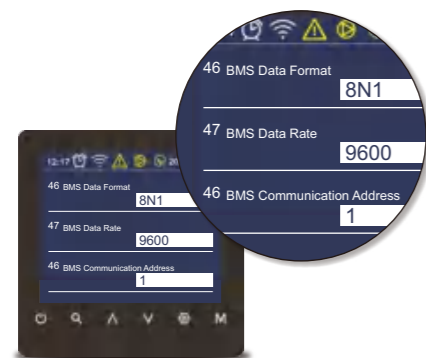 46 BMS Data Format
8N1
47 BMS Data Rate
9600
46 BMS Communication Address
1
12:17
46 BMS Data Format
8N1
47 BMS Data Rate
9600
46 BMS Communication Address
1
M